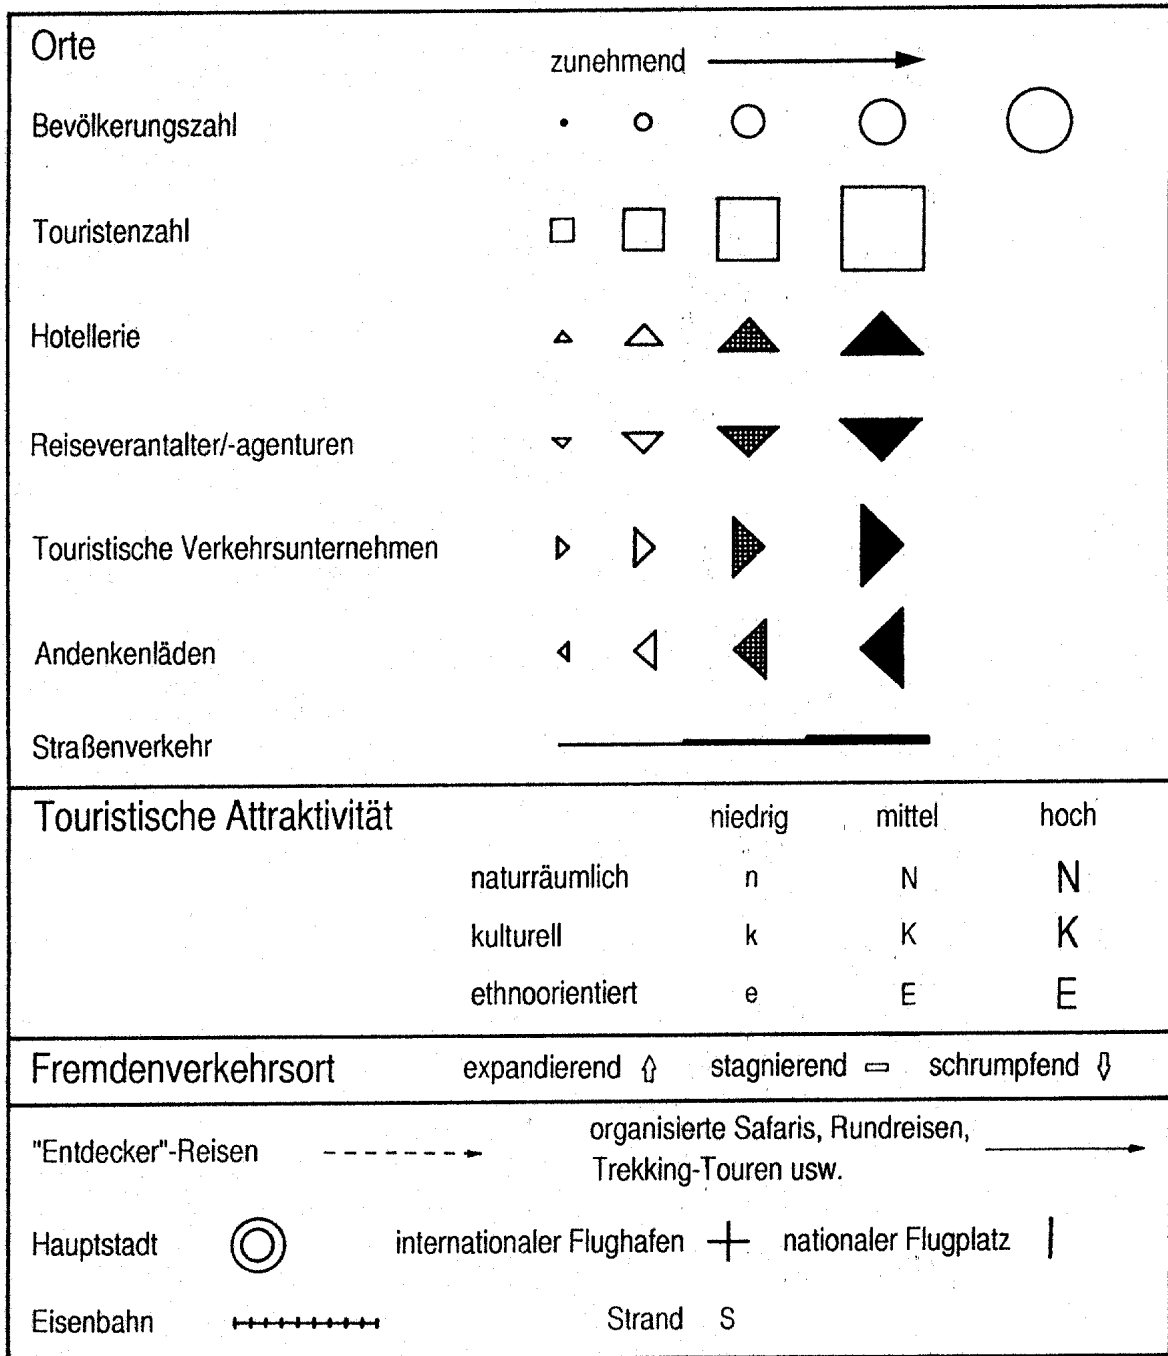 Orte
zunehmend
Bevölkerungszahl
Touristenzahl
Hotellerie
Reiseverantalter/-agenturen
Touristische Verkehrsunternehmen
Andenkenläden
Straßenverkehr
Touristische Attraktivität niedrig mittel hoch
naturräumlich n N N
kulturell k K K
ethnoorientiert e E E
Fremdenverkehrsort expandierend stagnierend schrumpfend
"Entdecker"-Reisen organisierte Safaris, Rundreisen,
Trekking-Touren usw.
Hauptstadt internationaler Flughafen nationaler Flugplatz
Eisenbahn Strand S